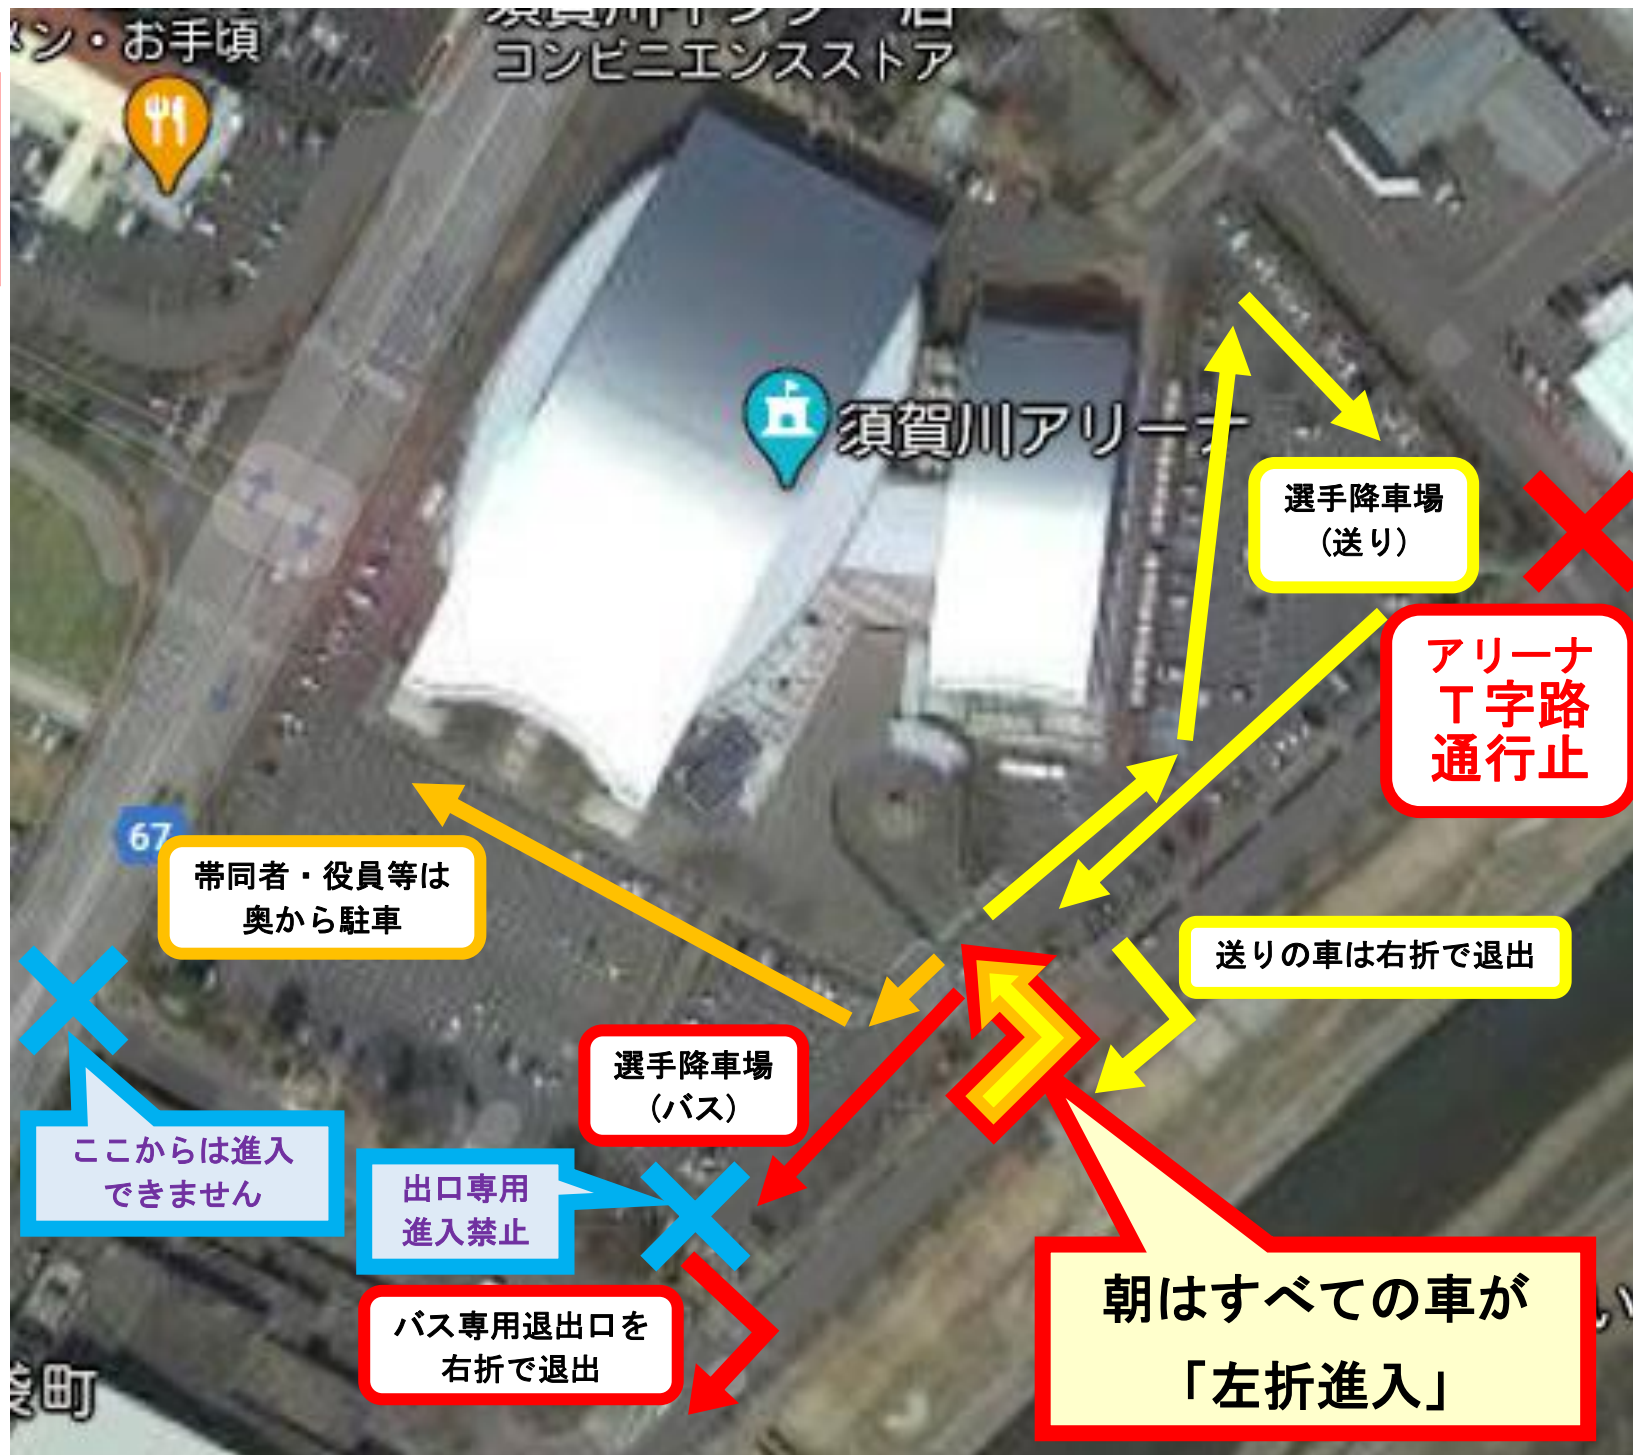 メン・お手頃
コンビニエンスストア
須賀川アリーナ
選手降車場
(送り)
アリーナ
T字路
通行止
67
帯同者・役員等は
奥から駐車
送りの車は右折で退出
選手降車場
(バス)
ここからは進入
できません
出口専用
進入禁止
バス専用退出口を
右折で退出
朝はすべての車が
「左折進入」